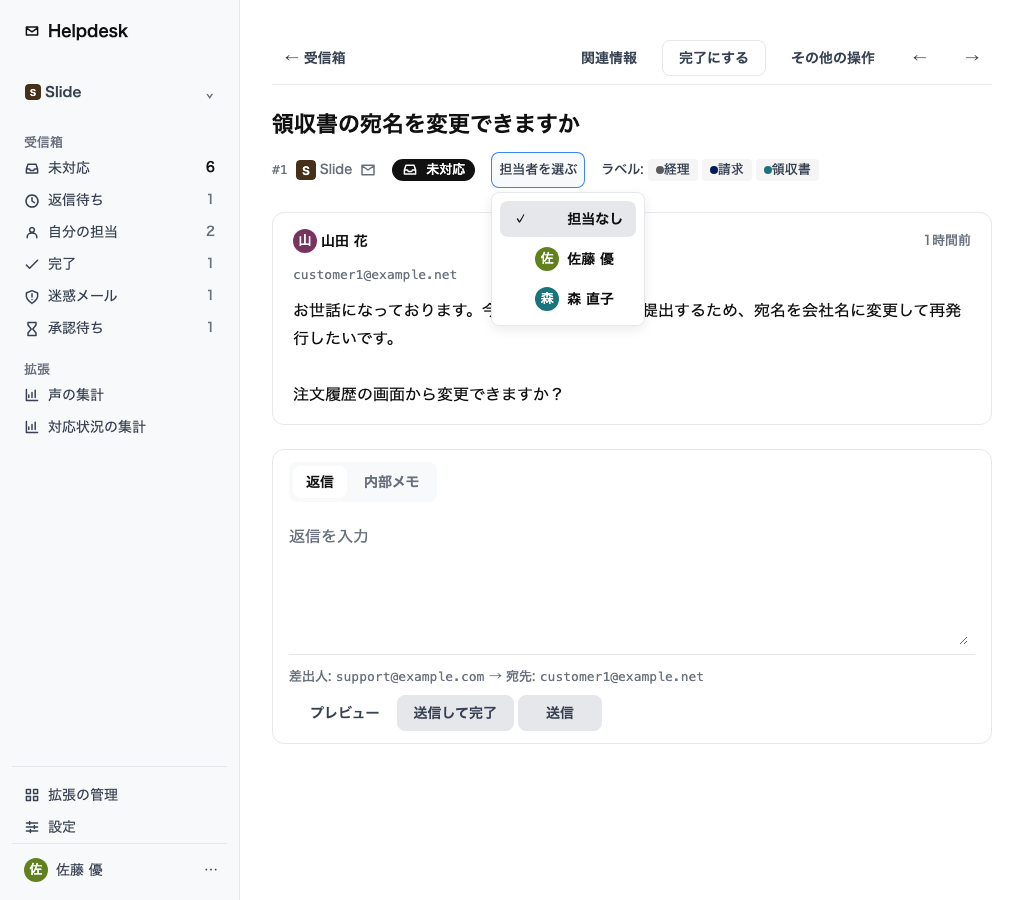 Helpdesk
S Slide
受信箱
未対応 6
返信待ち 1
自分の担当 2
完了 1
迷惑メール 1
承認待ち 1
拡張
声の集計
対応状況の集計
拡張の管理
設定
佐 佐藤 優 …
← 受信箱 関連情報 完了にする その他の操作 ← →
領収書の宛名を変更できますか
#1 S Slide 未対応 担当者を選ぶ ラベル: 経理 請求 領収書
✓ 担当なし
佐 佐藤 優
森 森 直子
山 山田 花 1時間前
customer1@example.net
お世話になっております。今 提出するため、宛名を会社名に変更して再発
行したいです。
注文履歴の画面から変更できますか？
返信 内部メモ
返信を入力
差出人: support@example.com → 宛先: customer1@example.net
プレビュー 送信して完了 送信